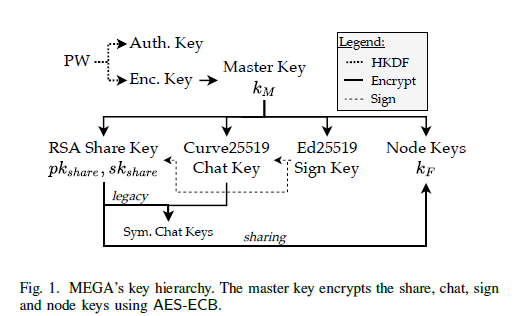 Legend:
HKDF
Encrypt
Sign
Auth. Key
PW
Enc. Key
Master Key
k_M
RSA Share Key
pk_share, sk_share
Curve25519
Chat Key
Ed25519
Sign Key
Node Keys
k_F
legacy
Sym. Chat Keys
sharing
Fig. 1. MEGA's key hierarchy. The master key encrypts the share, chat, sign
and node keys using AES-ECB.